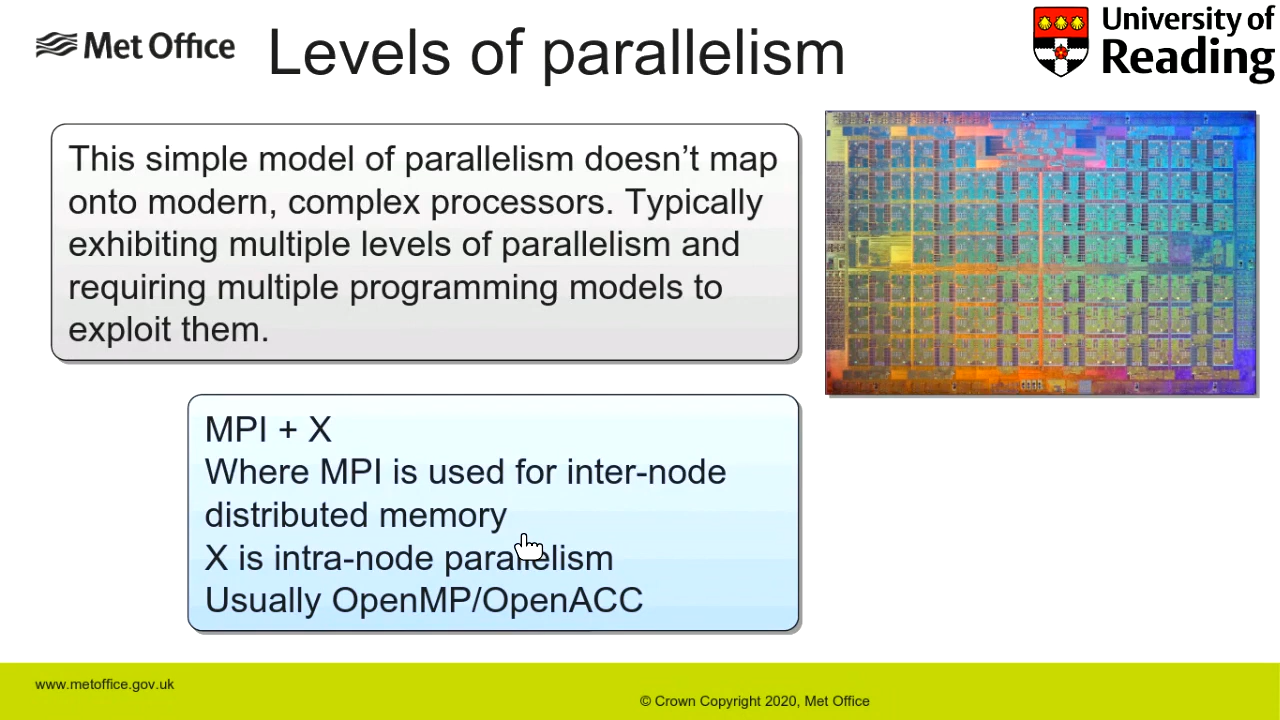 Met Office
Levels of parallelism
University of
Reading
This simple model of parallelism doesn’t map
onto modern, complex processors. Typically
exhibiting multiple levels of parallelism and
requiring multiple programming models to
exploit them.
MPI + X
Where MPI is used for inter-node
distributed memory
X is intra-node parallelism
Usually OpenMP/OpenACC
www.metoffice.gov.uk
© Crown Copyright 2020, Met Office